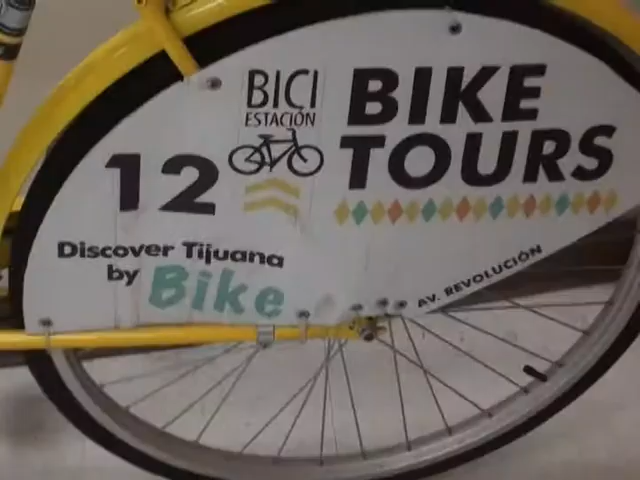 BICI
ESTACIÓN
BIKE
TOURS
12
Discover Tijuana
by Bike
AV. REVOLUCIÓN